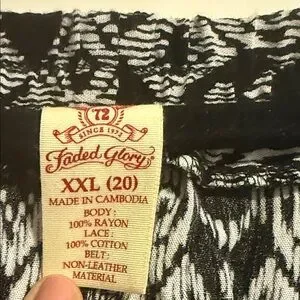 72
SINCE 1972
Faded Glory®
XXL (20)
MADE IN CAMBODIA
BODY:
100% RAYON
LACE:
100% COTTON
BELT:
NON-LEATHER
MATERIAL